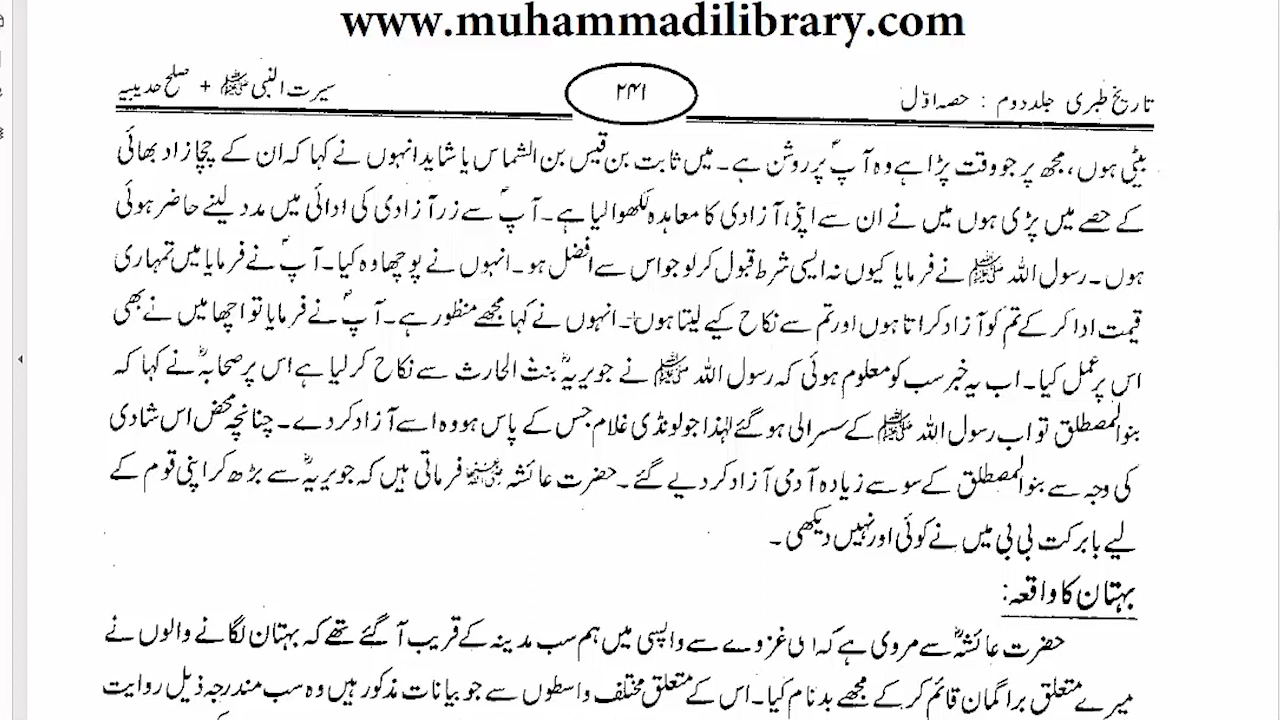 www.muhammadilibrary.com
تاریخ طبری جلد دوم : حصہ اوّل
۲۴۱
سیرت النبی ﷺ + صلح حدیبیہ
بیٹی ہوں، مجھ پر جو وقت پڑا ہے وہ آپؐ پر روشن ہے۔ میں ثابت بن قیس بن الشماس یا شاید انہوں نے کہا کہ ان کے چچازاد بھائی
کے حصے میں پڑی ہوں میں نے ان سے اپنی آزادی کا معاہدہ لکھوالیا ہے۔ آپؐ سے زر آزادی کی ادائی میں مدد لینے حاضر ہوئی
ہوں۔ رسول اللہ ﷺ نے فرمایا کیوں نہ ایسی شرط قبول کر لو جو اس سے افضل ہو۔ انہوں نے پوچھا وہ کیا۔ آپؐ نے فرمایا میں تمہاری
قیمت ادا کر کے تم کو آزاد کراتا ہوں اور تم سے نکاح کیے لیتا ہوں۔ انہوں نے کہا مجھے منظور ہے۔ آپؐ نے فرمایا تو اچھا میں نے بھی
اس پر عمل کیا۔ اب یہ خبر سب کو معلوم ہوئی کہ رسول اللہ ﷺ نے جویریہؓ بنت الحارث سے نکاح کر لیا ہے اس پر صحابہؓ نے کہا کہ
بنو المصطلق تو اب رسول اللہ ﷺ کے سسرالی ہو گئے لہٰذا جو لونڈی غلام جس کے پاس ہو وہ اسے آزاد کر دے۔ چنانچہ محض اس شادی
کی وجہ سے بنو المصطلق کے سو سے زیادہ آدمی آزاد کر دیے گئے۔ حضرت عائشہ رضی اللہ عنہا فرماتی ہیں کہ جویریہؓ سے بڑھ کر اپنی قوم کے
لیے بابرکت بی بی میں نے کوئی اور نہیں دیکھی۔
بہتان کا واقعہ:
حضرت عائشہؓ سے مروی ہے کہ اسی غزوے سے واپسی میں ہم سب مدینہ کے قریب آ گئے تھے کہ بہتان لگانے والوں نے
میرے متعلق برا گمان قائم کر کے مجھے بدنام کیا۔ اس کے متعلق مختلف واسطوں سے جو بیانات مذکور ہیں وہ سب مندرجہ ذیل روایت